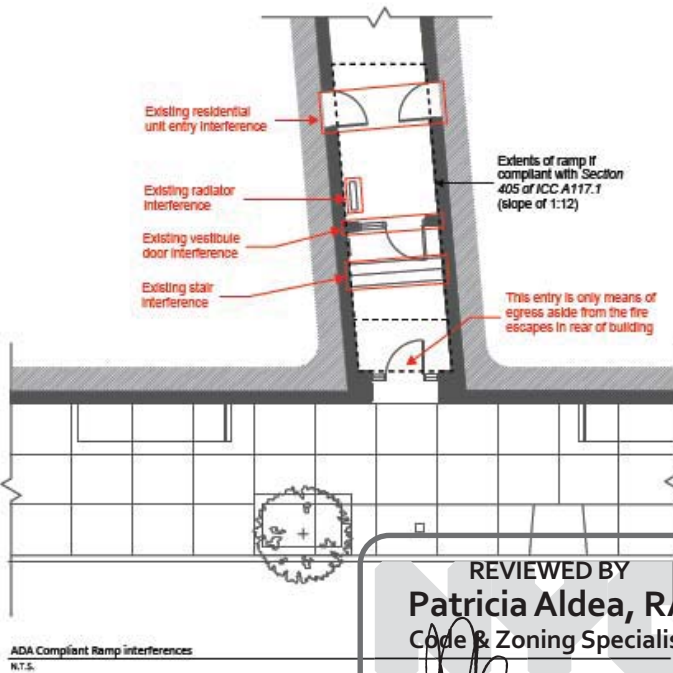 Existing residential
unit entry interference
Existing radiator
interference
Existing vestibule
door interference
Existing stair
interference
Extents of ramp if
compliant with Section
405 of ICC A117.1
(slope of 1:12)
This entry is only means of
egress aside from the fire
escapes in rear of building
REVIEWED BY
Patricia Aldea, RA
Code & Zoning Specialis
ADA Compliant Ramp interferences
N.T.S.